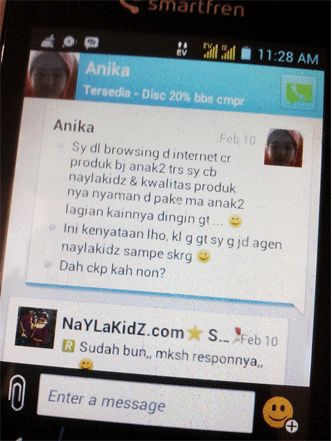 smartfren
EV
11:28 AM
Anika
Tersedia - Disc 20% bbs cmpr
Anika
Feb 10
Sy dl browsing d internet cr
produk bj anak2 trs sy cb
naylakidz & kwalitas produk
nya nyaman d pake ma anak2
lagian kainnya dingin gt...
Ini kenyataan lho, kl g gt sy g jd agen
naylakidz sampe skrg
Dah ckp kah non?
NaYLaKidZ.com S...
Feb 10
R Sudah bun,, mksh responnya,,
Enter a message